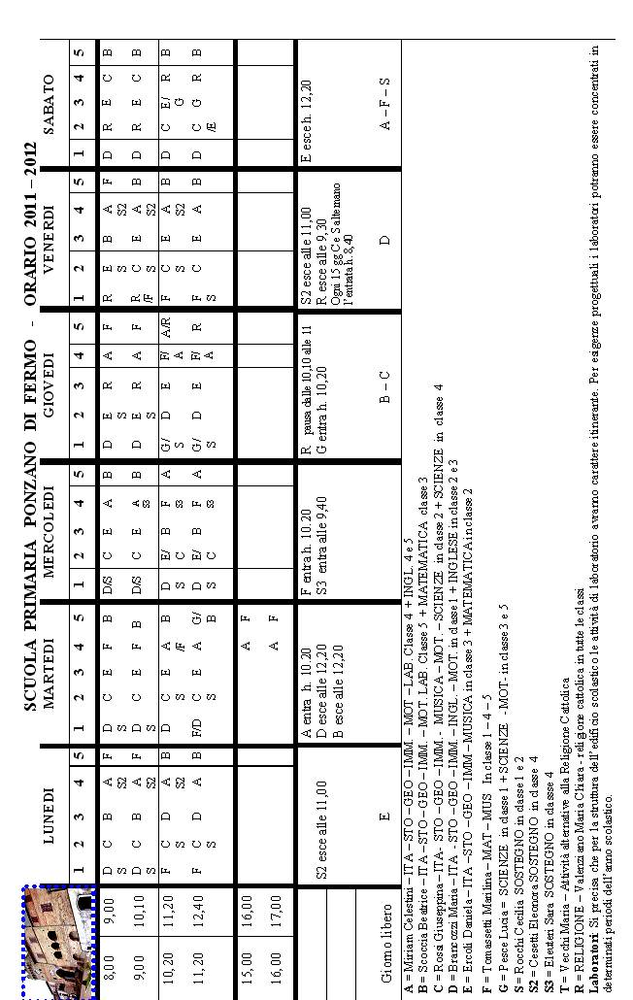 SCUOLA PRIMARIA PONZANO DI FERMO - ORARIO 2011 – 2012
LUNEDI MARTEDI MERCOLEDI GIOVEDI VENERDI SABATO
1 2 3 4 5 1 2 3 4 5 1 2 3 4 5 1 2 3 4 5 1 2 3 4 5 1 2 3 4 5
8,00 9,00 D C B A F D C E F B D/S C E A B D E R A F R E B A F D R E C B
S S2 S S S S2
9,00 10,10 D C B A F D C E F B D/S C E A B D E R A F R C E A B D R E C B
S S2 S S3 S /F S S2
10,20 11,20 F C D A B D C E A B D E/ B F A G/ D E F/ A/R F C E A B D C E/ R B
S S2 S /F S C S3 S A S S2 G
11,20 12,40 F C D A B F/D C E A G/ D E/ B F A G/ D E F/ R F C E A B D C G R B
S S B S C S A S /E
15,00 16,00 A F
16,00 17,00 A F
S2 esce alle 11,00
A entra h. 10.20
D esce alle 12,20
B esce alle 12,20
F entra h. 10.20
S3 entra alle 9,40
R pausa dalle 10,10 alle 11
G entra h. 10,20
S2 esce alle 11,00
R esce alle 9,30
Ogni 15 gg C e S alternano
l'entrata h. 8,40
E esce h. 12,20
Giorno libero E B – C D A – F – S
A = Miriam Celestini – ITA – STO – GEO – IMM. – MOT – LAB. Classe 4 + INGL. 4 e 5
B = Scoccia Beatrice – ITA – STO – GEO – IMM. – MOT. LAB. Classe 5 + MATEMATICA classe 3
C = Rossi Giuseppina – ITA- STO – GEO – IMM. - MUSICA – MOT. – SCIENZE in classe 2 + SCIENZE in classe 4
D = Brancozzi Maria – ITA - STO – GEO – IMM. – INGL. – MOT. in classe 1 + INGLESE in classe 2 e 3
E = Ercoli Daniela – ITA – STO – GEO – IMM – MUSICA in classe 3 + MATEMATICA in classe 2
F = Tomassetti Marilina – MAT – MUS In classe 1 – 4 – 5
G = Pesce Lucia = SCIENZE in classe 1 + SCIENZE - MOT- in classe 3 e 5
S = Rocchi Cecilia SOSTEGNO in classe 1 e 2
S2 = Cesetti Eleonora SOSTEGNO in classe 4
S3 = Eleuteri Sara SOSTEGNO in classse 4
T = Vecchi Maria – Attività alternative alla Religione Cattolica
R = RELIGIONE – Valenziano Maria Chiara - religione cattolica in tutte le classi
Laboratori: Si precisa che per la struttura dell'edificio scolastico le attività di laboratorio avranno carattere itinerante. Per esigenze progettuali i laboratori potranno essere concentrati in
determinati periodi dell'anno scolastico.